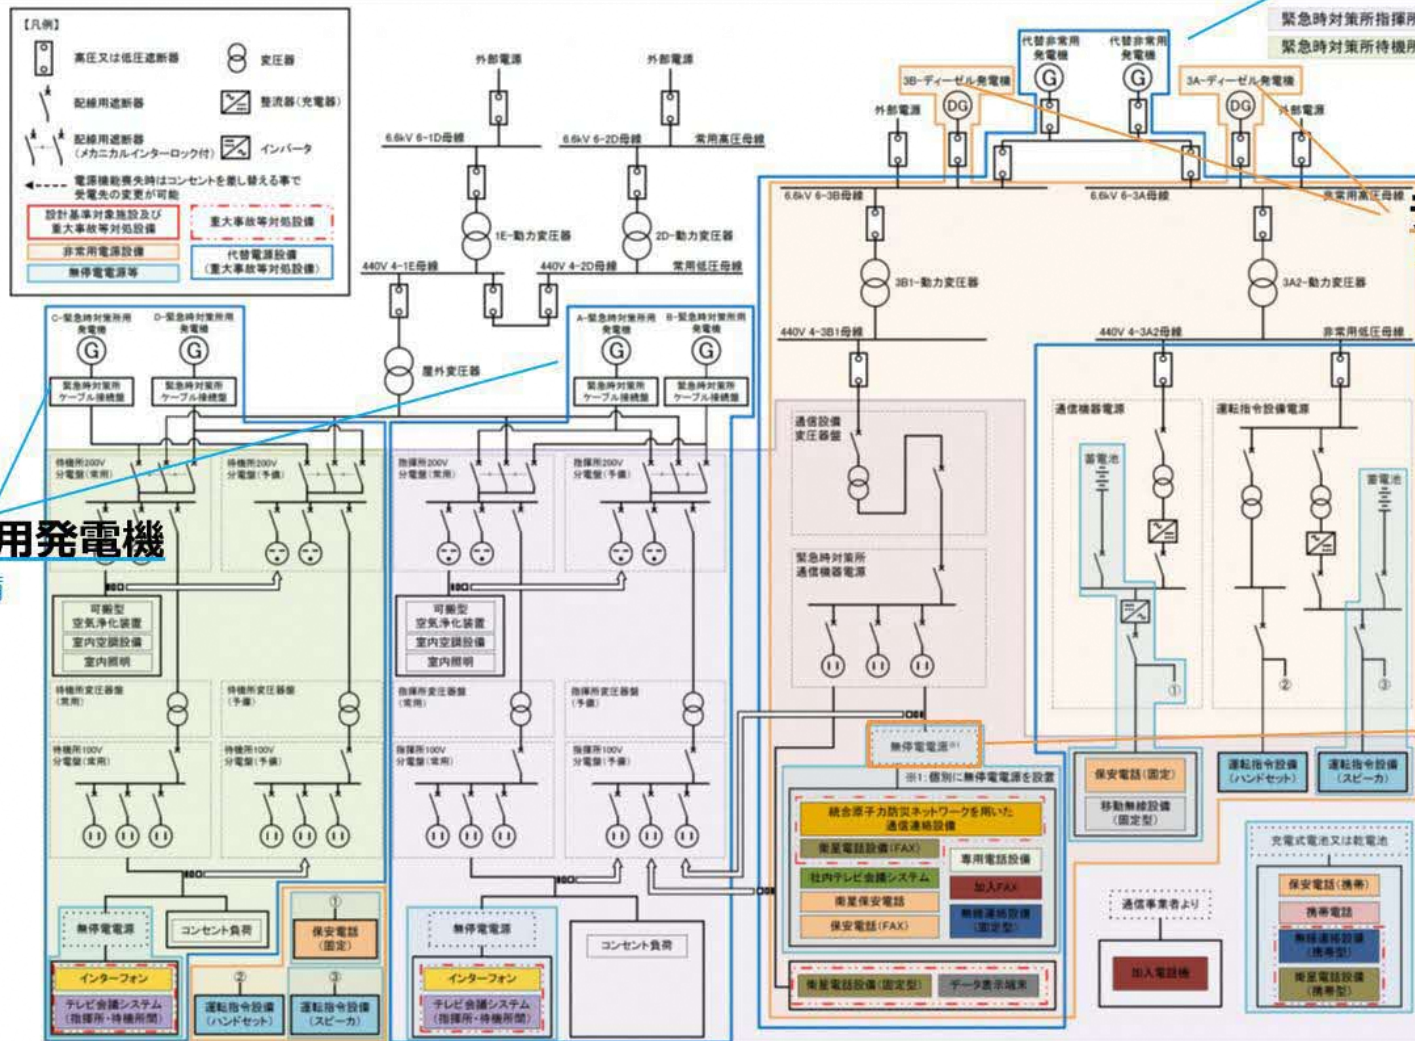 【凡例】
高圧又は低圧遮断器
変圧器
配線用遮断器
整流器(充電器)
配線用遮断器
(メカニカルインターロック付)
インバータ
電源機能喪失時はコンセントを差し替える事で
受電先の変更が可能
設計基準対象施設及び
重大事故等対処設備
重大事故等対処設備
非常用電源設備
代替電源設備
(重大事故等対処設備)
無停電電源等
緊急時対策所指揮所
緊急時対策所待機所
外部電源
外部電源
6.6kV 6-1D母線
6.6kV 6-2D母線
常用高圧母線
1E-動力変圧器
2D-動力変圧器
440V 4-1E母線
440V 4-2D母線
常用低圧母線
屋外変圧器
代替非常用
発電機
G
代替非常用
発電機
G
3B-ディーゼル発電機
DG
3A-ディーゼル発電機
DG
外部電源
外部電源
6.6kV 6-3B母線
6.6kV 6-3A母線
非常用高圧母線
3B1-動力変圧器
3A2-動力変圧器
440V 4-3B1母線
440V 4-3A2母線
非常用低圧母線
C-緊急時対策所用
発電機
G
D-緊急時対策所用
発電機
G
A-緊急時対策所用
発電機
G
B-緊急時対策所用
発電機
G
緊急時対策所
ケーブル接続盤
緊急時対策所
ケーブル接続盤
緊急時対策所
ケーブル接続盤
緊急時対策所
ケーブル接続盤
待機所200V
分電盤(常用)
待機所200V
分電盤(予備)
指揮所200V
分電盤(常用)
指揮所200V
分電盤(予備)
用発電機
可搬型
空気浄化装置
室内空調設備
室内照明
可搬型
空気浄化装置
室内空調設備
室内照明
待機所変圧器盤
(常用)
待機所変圧器盤
(予備)
指揮所変圧器盤
(常用)
指揮所変圧器盤
(予備)
待機所100V
分電盤(常用)
待機所100V
分電盤(予備)
指揮所100V
分電盤(常用)
指揮所100V
分電盤(予備)
無停電電源
コンセント負荷
インターフォン
テレビ会議システム
(指揮所・待機所間)
①
保安電話
(固定)
②
運転指令設備
(ハンドセット)
③
運転指令設備
(スピーカ)
無停電電源
コンセント負荷
インターフォン
テレビ会議システム
(指揮所・待機所間)
通信設備
変圧器盤
緊急時対策所
通信機器電源
無停電電源※1
※1:個別に無停電電源を設置
統合原子力防災ネットワークを用いた
通信連絡設備
衛星電話設備(FAX)
専用電話設備
社内テレビ会議システム
加入FAX
衛星保安電話
無線連絡設備
(固定型)
保安電話(FAX)
衛星電話設備(固定型)
データ表示端末
通信機器電源
蓄電池
①
運転指令設備電源
蓄電池
②
③
保安電話(固定)
移動無線設備
(固定型)
運転指令設備
(ハンドセット)
運転指令設備
(スピーカ)
通信事業者より
加入電話機
充電式電池又は乾電池
保安電話(携帯)
携帯電話
無線連絡設備
(携帯型)
衛星電話設備
(携帯型)